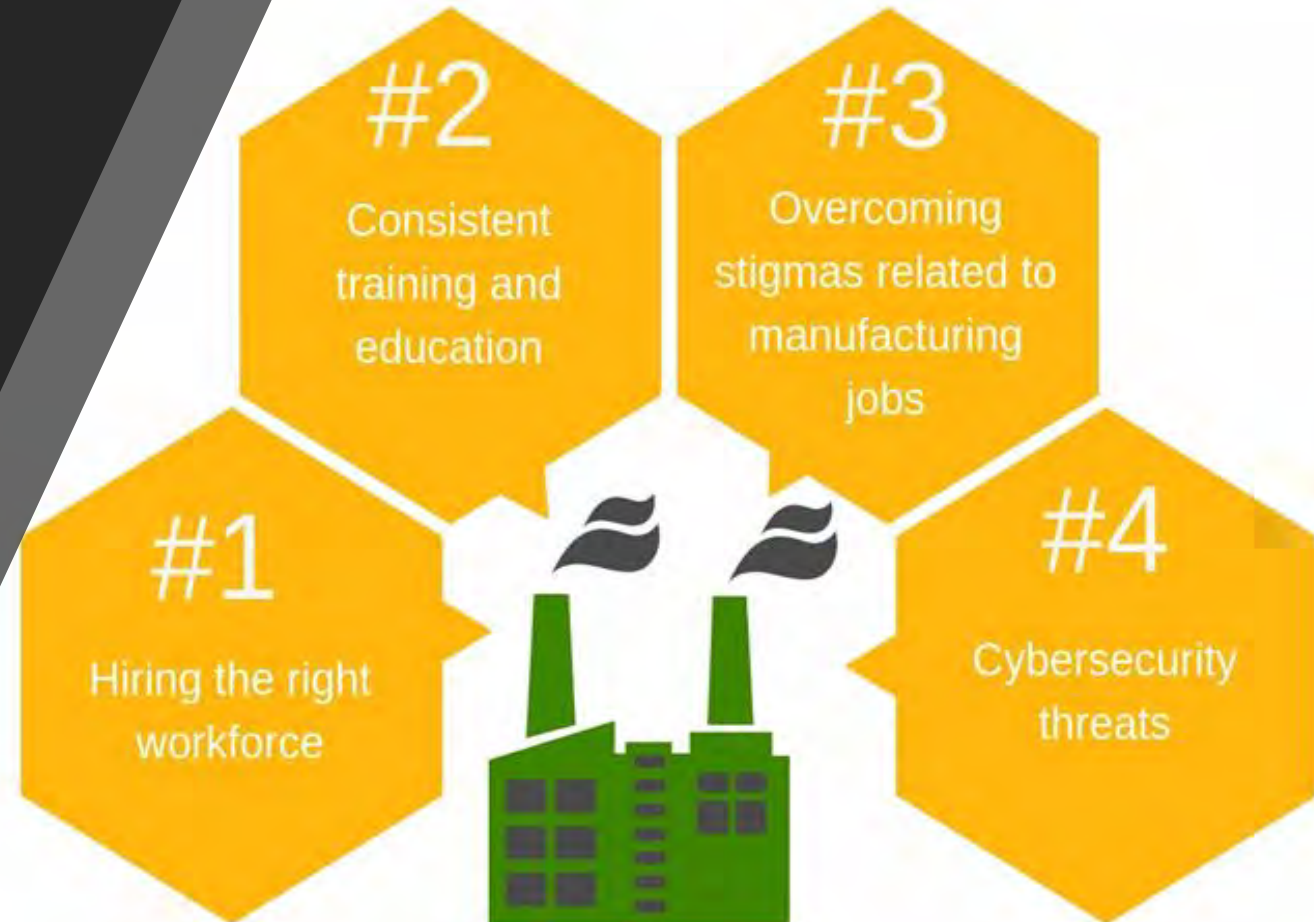 #1
Hiring the right
workforce
#2
Consistent
training and
education
#3
Overcoming
stigmas related to
manufacturing
jobs
#4
Cybersecurity
threats